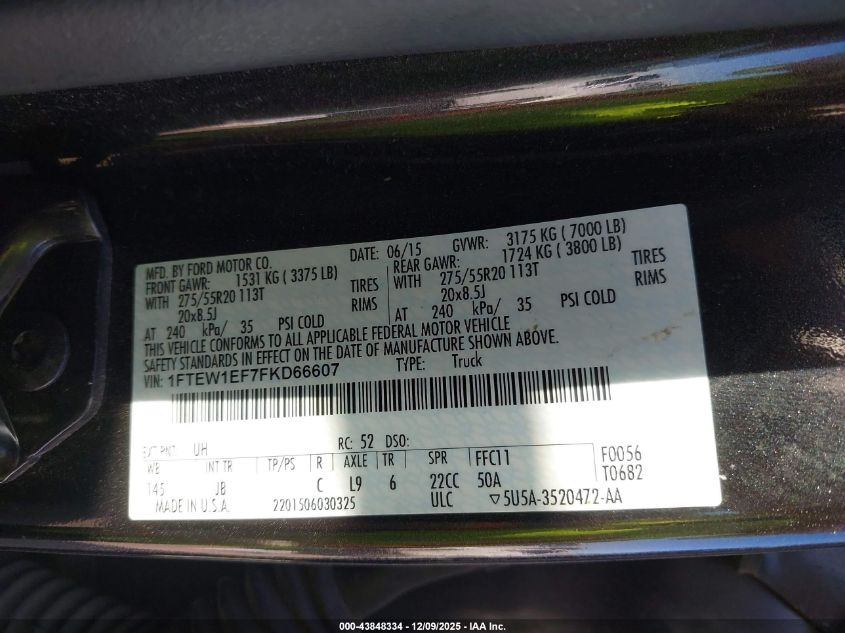 MFD. BY FORD MOTOR CO.
DATE: 06/15 GVWR: 3175 KG ( 7000 LB)
FRONT GAWR: 1531 KG ( 3375 LB)
REAR GAWR: 1724 KG ( 3800 LB)
WITH 275/55R20 113T TIRES
WITH 275/55R20 113T TIRES
20x8.5J RIMS
20x8.5J RIMS
AT 240 kPa/ 35 PSI COLD
AT 240 kPa/ 35 PSI COLD
THIS VEHICLE CONFORMS TO ALL APPLICABLE FEDERAL MOTOR VEHICLE
SAFETY STANDARDS IN EFFECT ON THE DATE OF MANUFACTURE SHOWN ABOVE.
VIN: 1FTEW1EF7FKD66607 TYPE: Truck
EXT PNT: UH RC: 52 DSO:
WB INT TR TP/PS R AXLE TR SPR FFC11 F0056
145 JB C L9 6 22CC 50A T0682
MADE IN U.S.A. 2201506030325 ULC ▽5U5A-3520472-AA
000-43848334 - 12/09/2025 - IAA Inc.